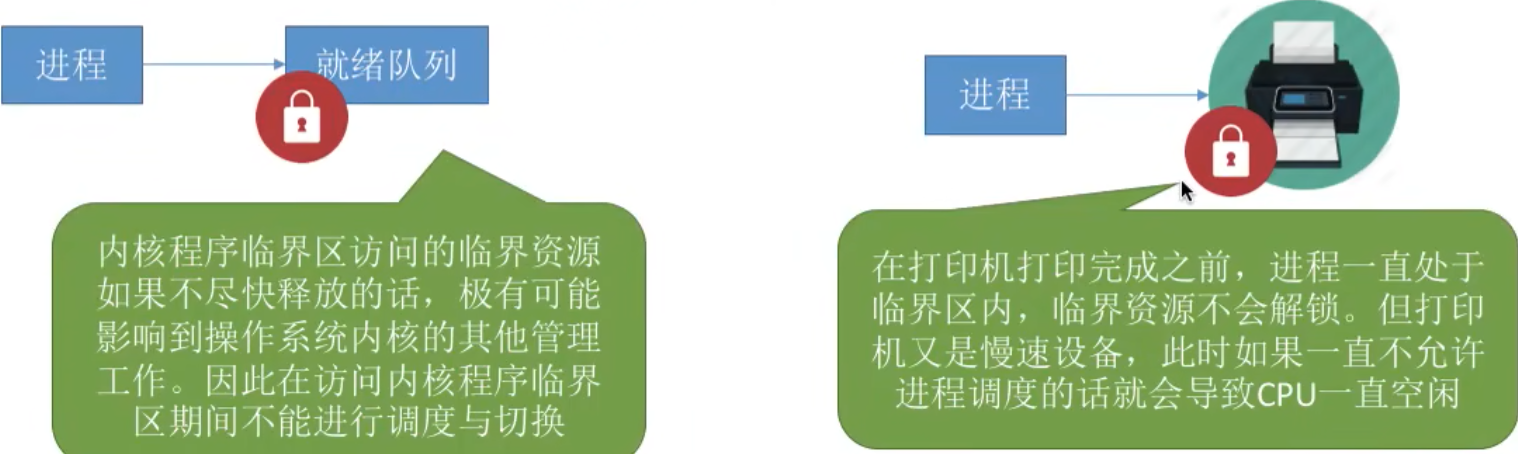 进程
就绪队列
内核程序临界区访问的临界资源
如果不尽快释放的话，极有可能
影响到操作系统内核的其他管理
工作。因此在访问内核程序临界
区期间不能进行调度与切换
进程
在打印机打印完成之前，进程一直处于
临界区内，临界资源不会解锁。但打印
机又是慢速设备，此时如果一直不允许
进程调度的话就会导致CPU一直空闲